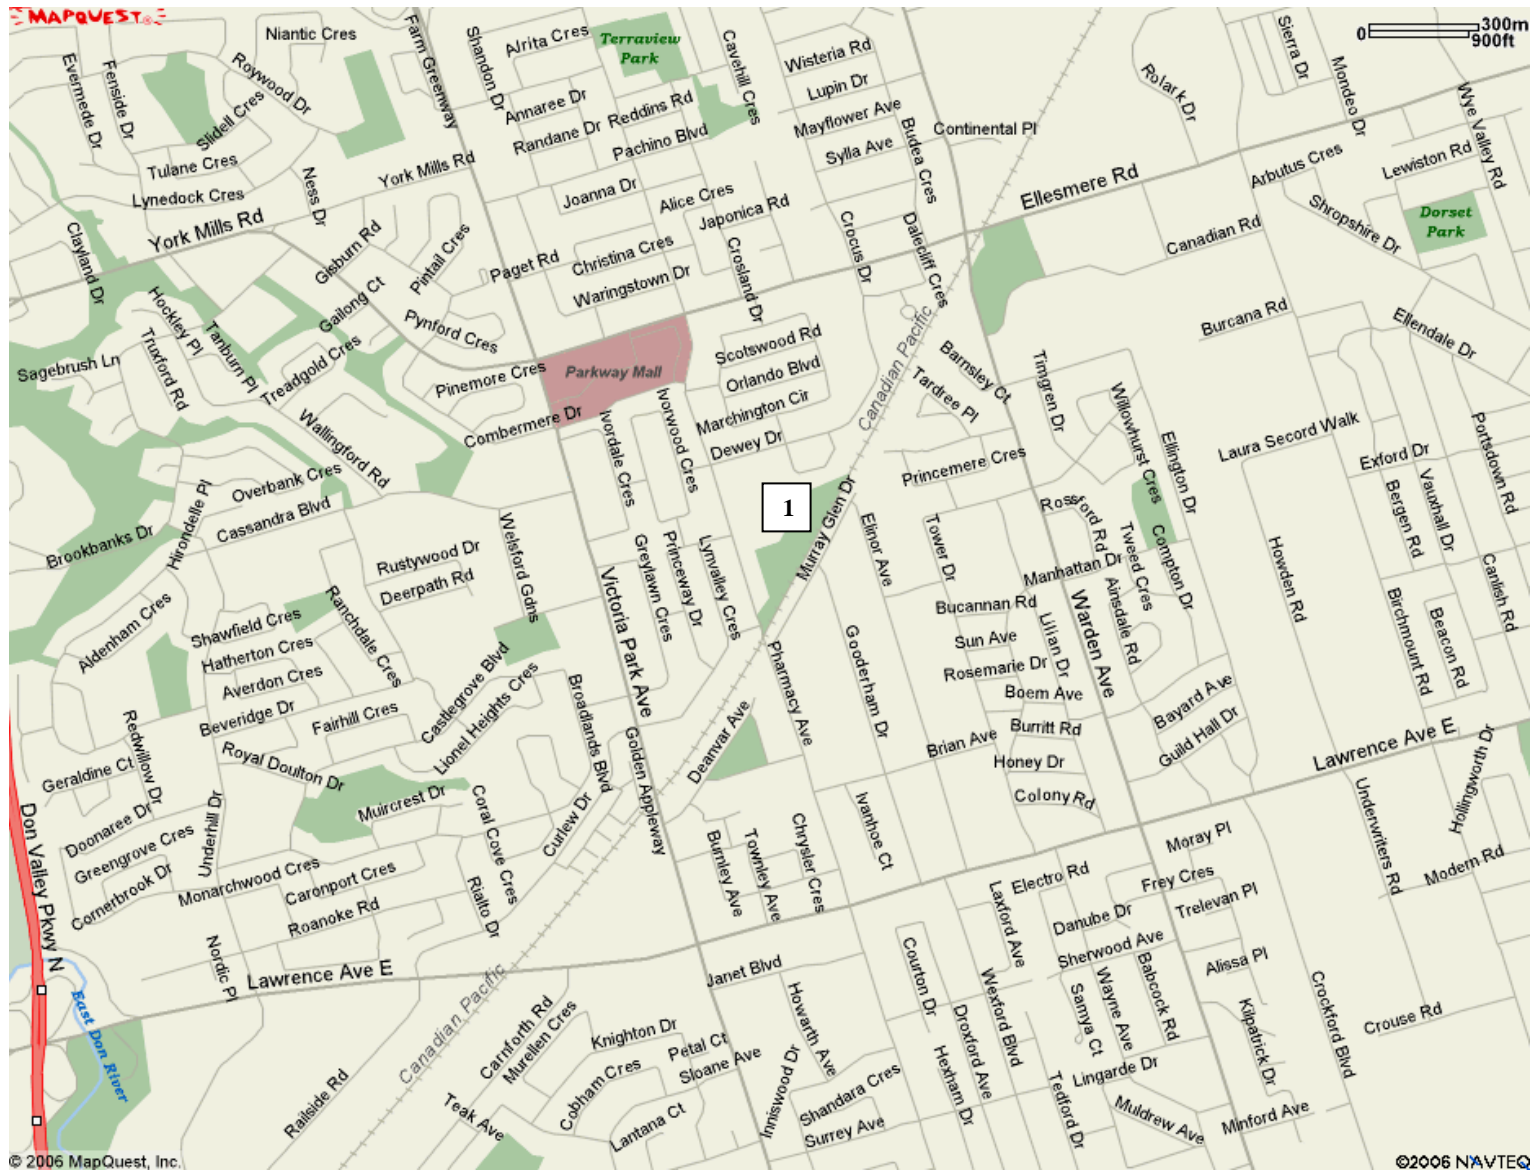 MAPQUEST
Niantic Cres
Farm Greenway
Shandon Dr
Alrita Cres
Terraview
Park
Cavehill Cres
Wisteria Rd
Sierra Dr
0
300m
900ft
Evermede Dr
Fenside Dr
Roywood Dr
Slidell Cres
Annaree Dr
Reddins Rd
Lupin Dr
Rolark Dr
Mondeo Dr
Wye Valley Rd
Randane Dr
Pachino Blvd
Mayflower Ave
Budea Cres
Continental Pl
Sylla Ave
Tulane Cres
Lynedock Cres
Ness Dr
York Mills Rd
Joanna Dr
Alice Cres
Japonica Rd
Ellesmere Rd
Arbutus Cres
Lewiston Rd
Clayland Dr
York Mills Rd
Gisburn Rd
Pintail Cres
Paget Rd
Christina Cres
Crosland Dr
Crocus Dr
Dalecliff Cres
Canadian Rd
Shropshire Dr
Dorset
Park
Hockley Pl
Tanburn Pl
Gailong Ct
Waringstown Dr
Pynford Cres
Truxford Rd
Treadgold Cres
Sagebrush Ln
Pinemore Cres
Parkway Mall
Scotswood Rd
Orlando Blvd
Canadian Pacific
Barnsley Ct
Tardree Pl
Timgren Dr
Burcana Rd
Ellendale Dr
Combermere Dr
Ivordale Cres
Ivorwood Cres
Marchington Cir
Dewey Dr
Willowhurst Cres
Ellington Dr
Laura Secord Walk
Portsdown Rd
Wallingford Rd
Overbank Cres
Princemere Cres
Exford Dr
Hirondelle Pl
Cassandra Blvd
1
Murray Glen Dr
Rossford Rd
Bergen Rd
Vauxhall Dr
Brookbanks Dr
Welsford Gdns
Rustywood Dr
Deerpath Rd
Greylawn Cres
Princeway Dr
Lynvalley Cres
Elinor Ave
Tower Dr
Manhattan Dr
Tweed Cres
Compton Dr
Howden Rd
Canlish Rd
Aldenham Cres
Shawfield Cres
Ranchdale Cres
Victoria Park Ave
Bucannan Rd
Warden Ave
Ainsdale Rd
Birchmount Rd
Beacon Rd
Hatherton Cres
Sun Ave
Lilian Dr
Averdon Cres
Castlegrove Blvd
Pharmacy Ave
Gooderham Dr
Rosemarie Dr
Boem Ave
Beveridge Dr
Fairhill Cres
Lionel Heights Cres
Broadlands Blvd
Bayard Ave
Redwillow Dr
Royal Doulton Dr
Golden Appleway
Deanvar Ave
Brian Ave
Burritt Rd
Guild Hall Dr
Lawrence Ave E
Geraldine Ct
Honey Dr
Muircrest Dr
Coral Cove Cres
Curlew Dr
Ivanhoe Ct
Colony Rd
Underwriters Rd
Hollingworth Dr
Don Valley Pkwy N
Doonaree Dr
Greengrove Cres
Underhill Dr
Burnley Ave
Townley Ave
Chrysler Cres
Moray Pl
Modern Rd
Cornerbrook Dr
Monarchwood Cres
Caronport Cres
Rialto Dr
Electro Rd
Frey Cres
Roanoke Rd
Laxford Ave
Danube Dr
Trelevan Pl
Nordic Pl
Lawrence Ave E
Sherwood Ave
Janet Blvd
Courton Dr
Wexford Blvd
Samya Ct
Wayne Ave
Babcock Rd
Alissa Pl
East Don River
Canadian Pacific
Carnforth Rd
Murellen Cres
Howarth Ave
Droxford Ave
Kilpatrick Dr
Crockford Blvd
Crouse Rd
Knighton Dr
Petal Ct
Sloane Ave
Cobham Cres
Inniswood Dr
Hexham Dr
Tedford Dr
Lingarde Dr
Railside Rd
Teak Ave
Lantana Ct
Shandara Cres
Surrey Ave
Muldrew Ave
Minford Ave
© 2006 MapQuest, Inc.
©2006 NAVTEQ